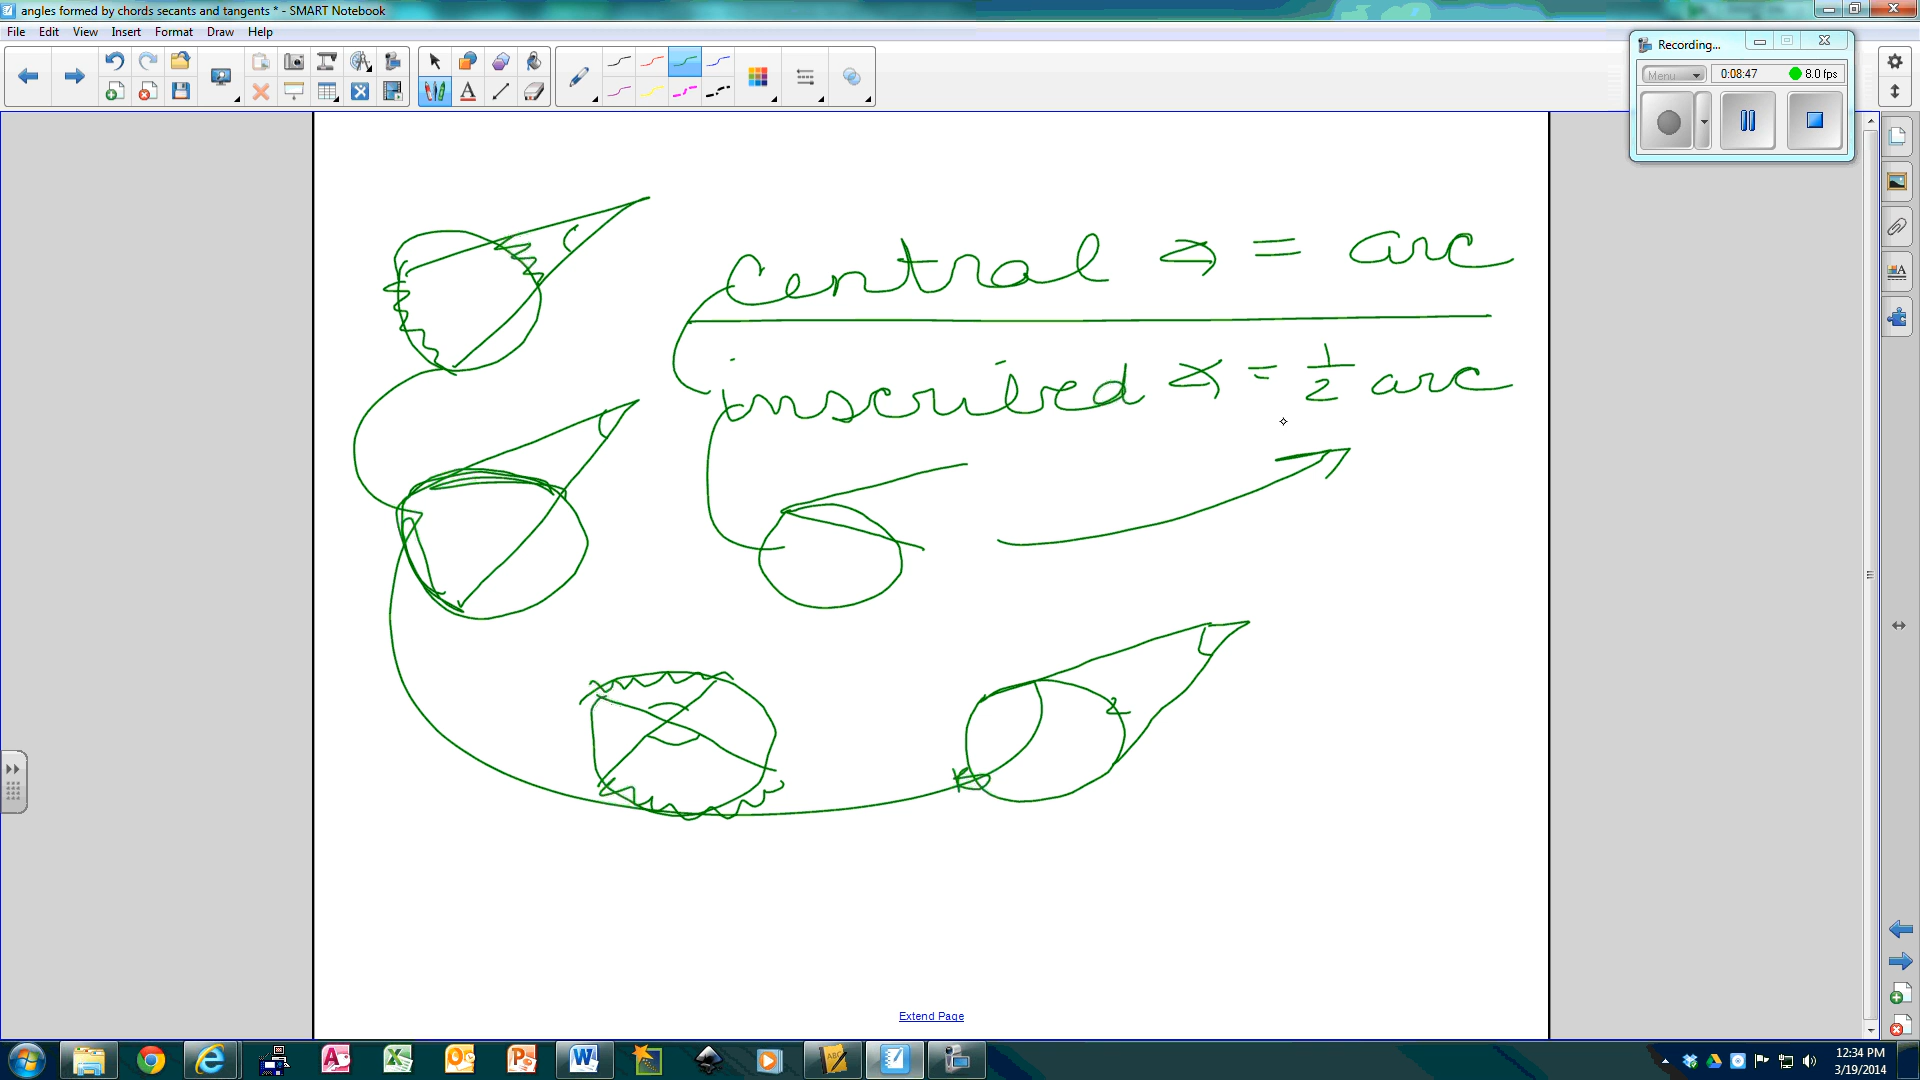 angles formed by chords secants and tangents * - SMART Notebook
File Edit View Insert Format Draw Help
Recording...
Menu 0:08:47 8.0 fps
Central ∠ = arc
inscribed ∠ = 1/2 arc
Extend Page
12:34 PM
3/19/2014